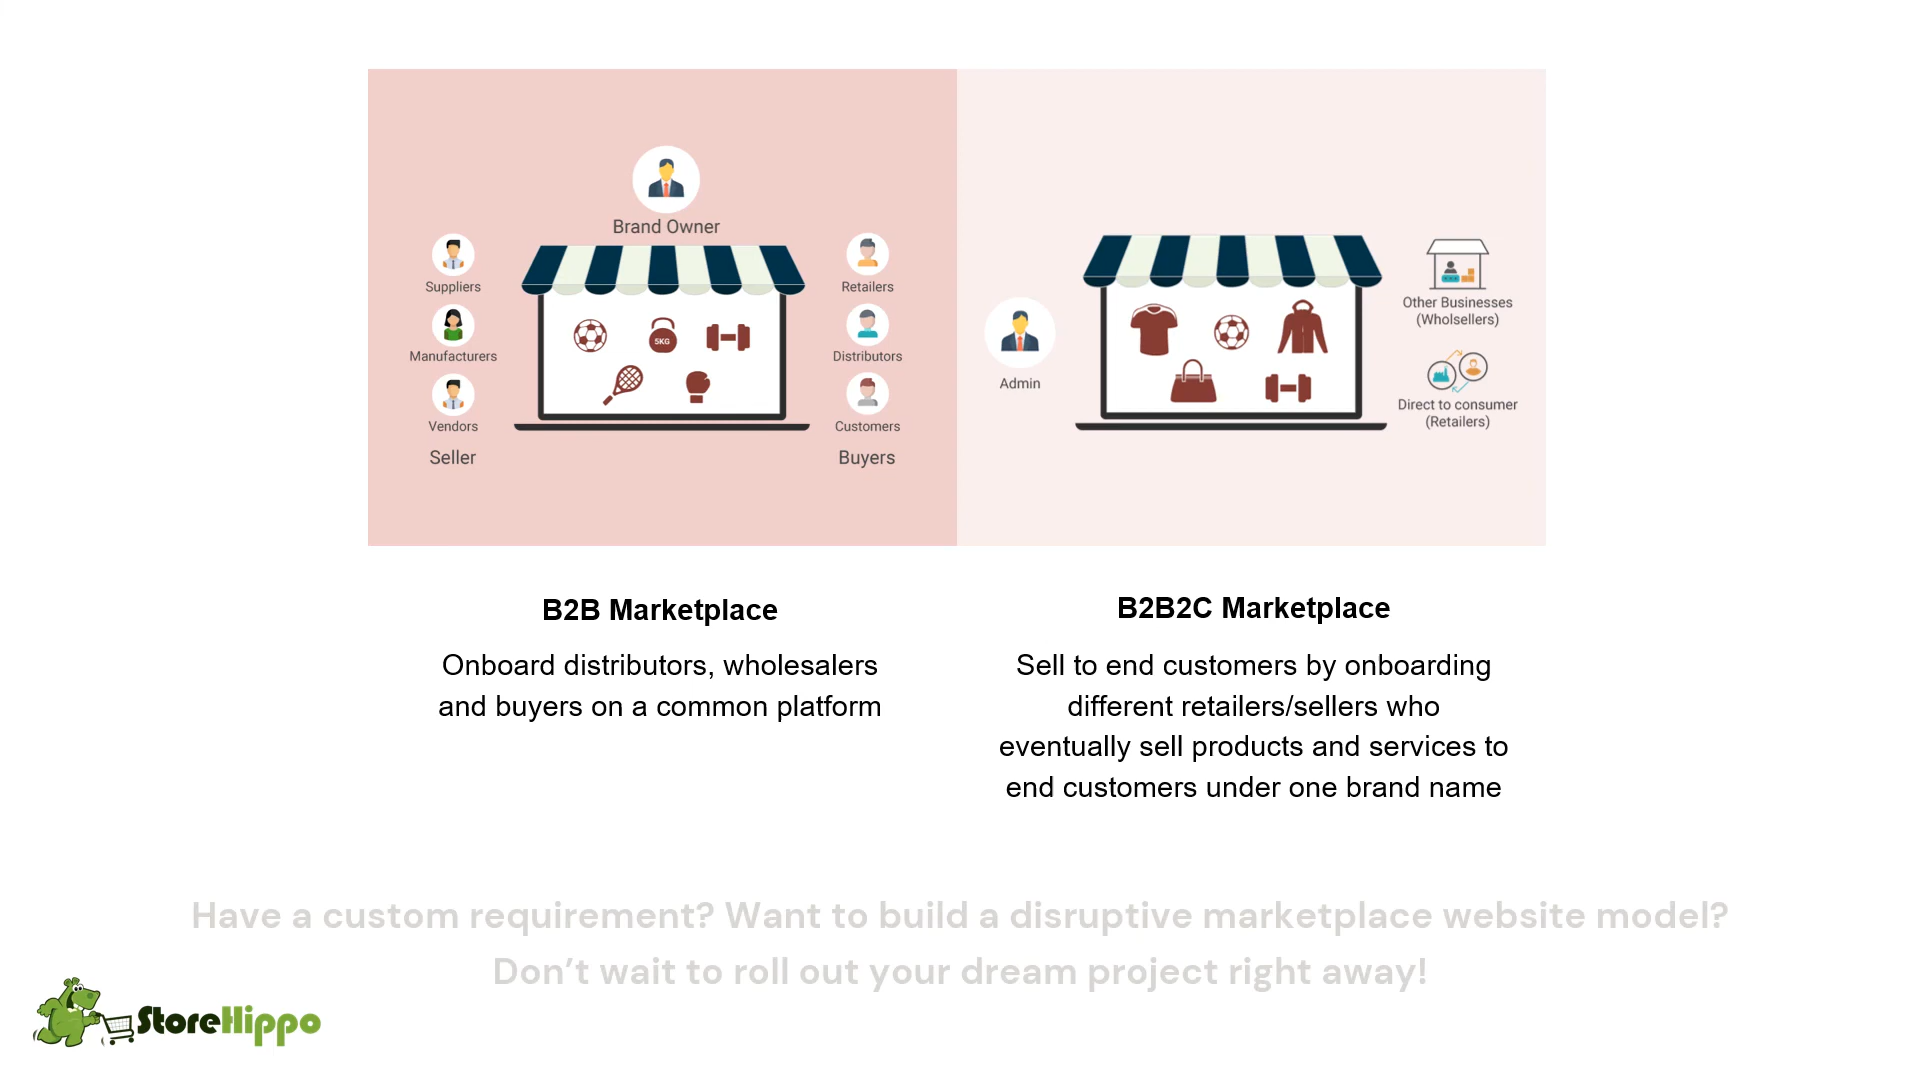 Brand Owner
Suppliers
Manufacturers
Vendors
Seller
5KG
Retailers
Distributors
Customers
Buyers
Admin
Other Businesses
(Wholsellers)
Direct to consumer
(Retailers)
B2B Marketplace
Onboard distributors, wholesalers
and buyers on a common platform
B2B2C Marketplace
Sell to end customers by onboarding
different retailers/sellers who
eventually sell products and services to
end customers under one brand name
Have a custom requirement? Want to build a disruptive marketplace website model?
Don’t wait to roll out your dream project right away!
StoreHippo